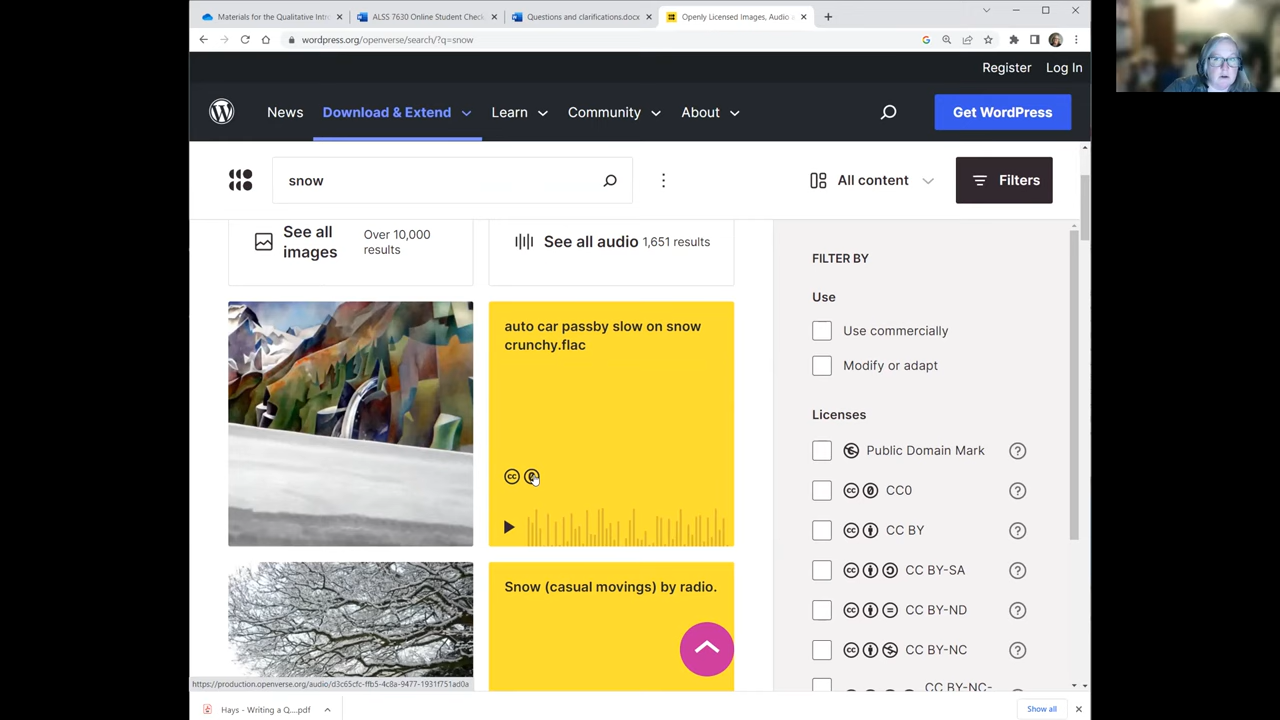 Materials for the Qualitative Intro
ALSS 7630 Online Student Check
Questions and clarifications.docx
Openly Licensed Images, Audio a
wordpress.org/openverse/search/?q=snow
Register Log In
News Download & Extend Learn Community About Get WordPress
snow All content Filters
See all images
Over 10,000 results
See all audio 1,651 results
auto car passby slow on snow
crunchy.flac
Snow (casual movings) by radio.
FILTER BY
Use
Use commercially
Modify or adapt
Licenses
Public Domain Mark ?
CC0 ?
CC BY ?
CC BY-SA ?
CC BY-ND ?
CC BY-NC ?
CC BY-NC-
https://production.openverse.org/audio/d3c65cfc-ffb5-4c8a-9477-1931f751ad0a
Hays - Writing a Q....pdf Show all